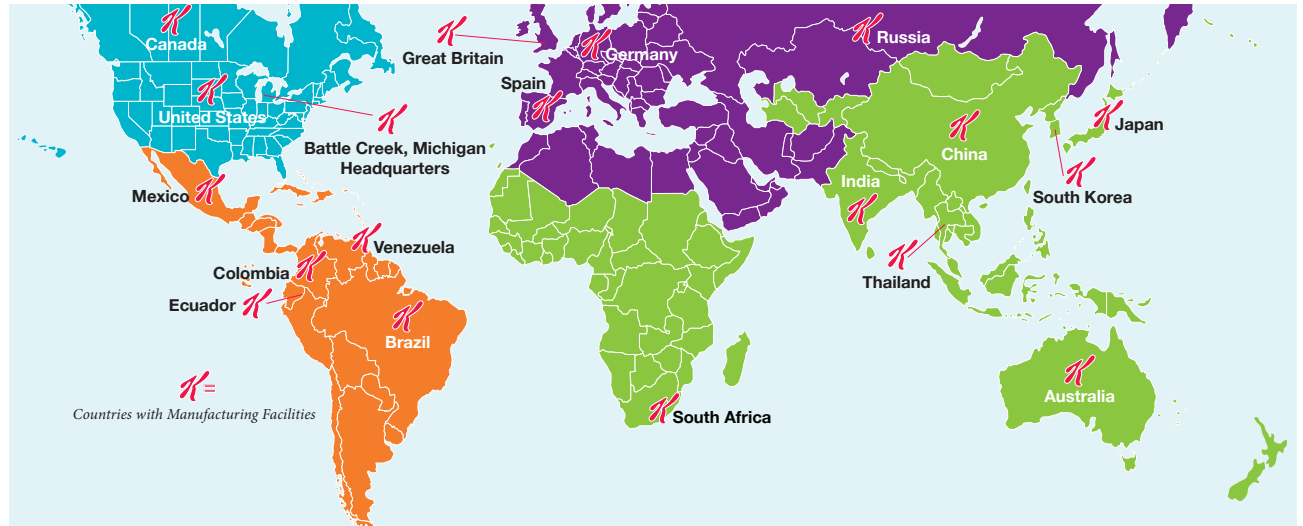 Canada
Great Britain
Germany
Russia
Spain
United States
Battle Creek, Michigan
Headquarters
Japan
China
South Korea
India
Mexico
Venezuela
Thailand
Colombia
Ecuador
Brazil
Australia
South Africa
K=
Countries with Manufacturing Facilities